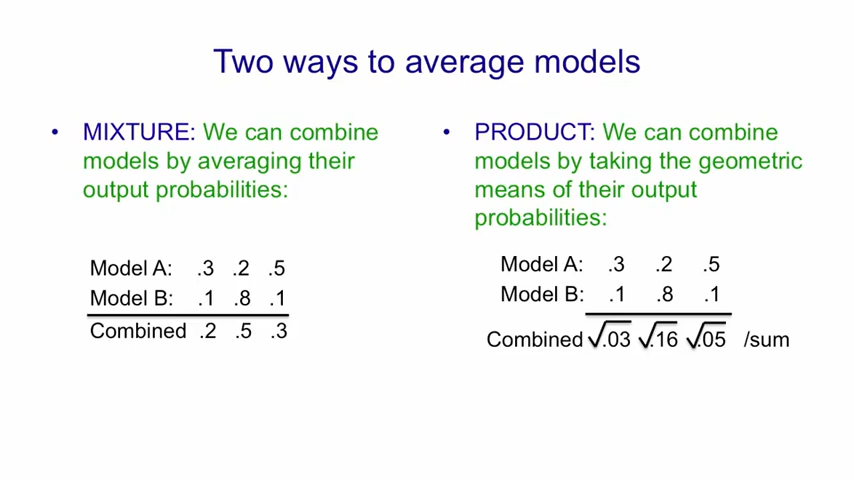 Two ways to average models
• MIXTURE: We can combine
models by averaging their
output probabilities:
Model A: .3 .2 .5
Model B: .1 .8 .1
Combined .2 .5 .3
• PRODUCT: We can combine
models by taking the geometric
means of their output
probabilities:
Model A: .3 .2 .5
Model B: .1 .8 .1
Combined √.03 √.16 √.05 /sum